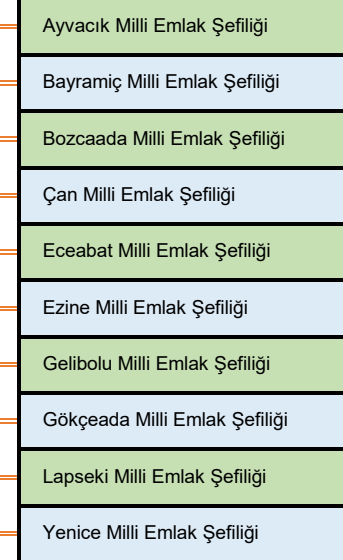 Ayvacık Milli Emlak Şefiliği
Bayramiç Milli Emlak Şefiliği
Bozcaada Milli Emlak Şefiliği
Çan Milli Emlak Şefiliği
Eceabat Milli Emlak Şefiliği
Ezine Milli Emlak Şefiliği
Gelibolu Milli Emlak Şefiliği
Gökçeada Milli Emlak Şefiliği
Lapseki Milli Emlak Şefiliği
Yenice Milli Emlak Şefiliği